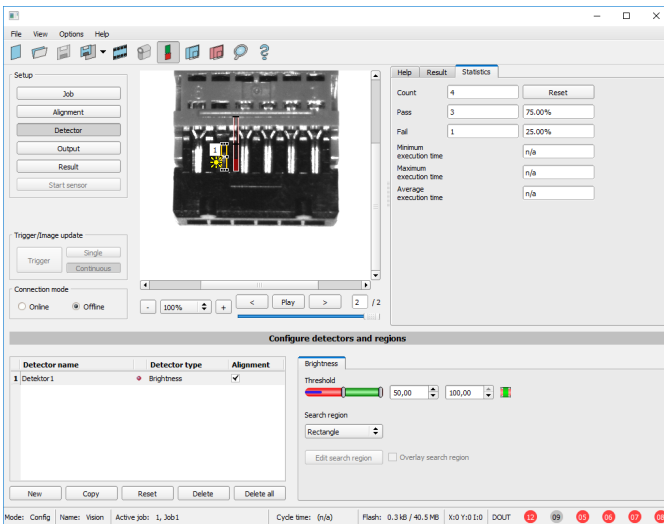 File View Options Help
Setup
Job
Alignment
Detector
Output
Result
Start sensor
Trigger/Image update
Trigger
Single
Continuous
Connection mode
Online Offline
1
- 100% + < Play > 2 /2
Help Result Statistics
Count 4 Reset
Pass 3 75.00%
Fail 1 25.00%
Minimum
execution time n/a
Maximum
execution time n/a
Average
execution time n/a
Configure detectors and regions
Detector name Detector type Alignment
1 Detektor1 Brightness
New Copy Reset Delete Delete all
Brightness
Threshold
50,00 100,00
Search region
Rectangle
Edit search region Overlay search region
Mode: Config Name: Vision Active job: 1, Job1 Cycle time: (n/a) Flash: 0.3 kB / 40.5 MB X:0 Y:0 I:0 DOUT 12 09 05 06 07 08